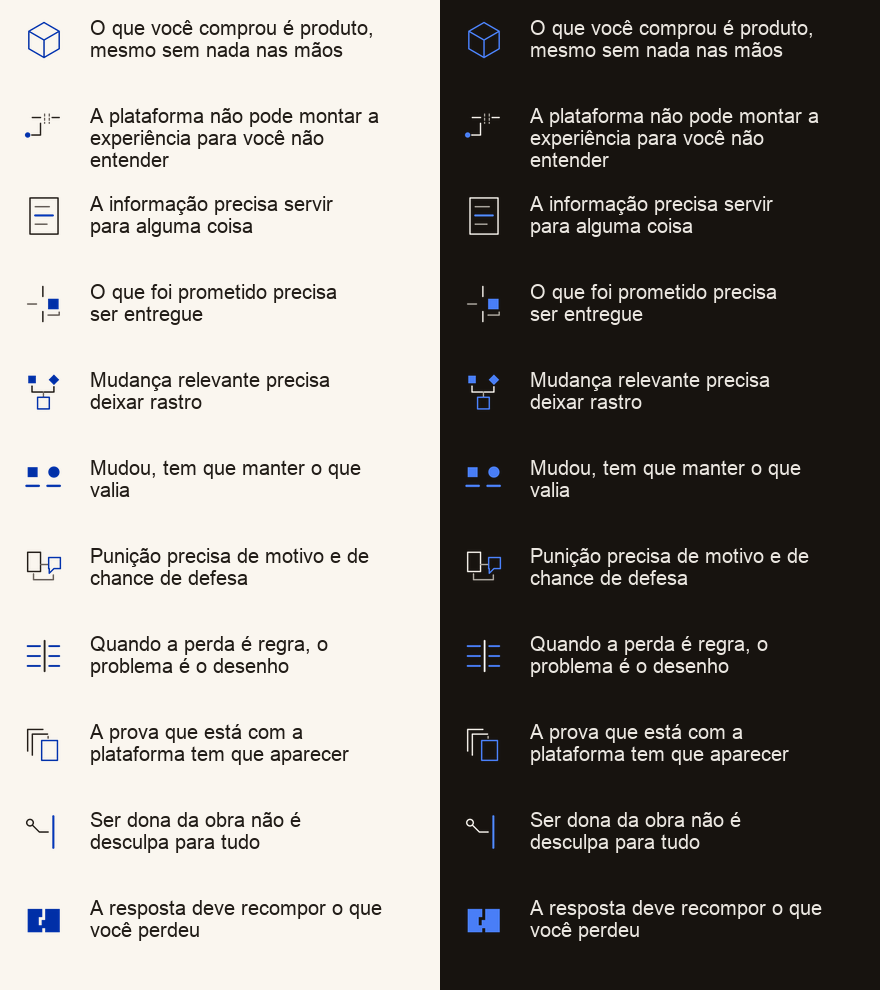 O que você comprou é produto,
mesmo sem nada nas mãos
A plataforma não pode montar a
experiência para você não
entender
A informação precisa servir
para alguma coisa
O que foi prometido precisa
ser entregue
Mudança relevante precisa
deixar rastro
Mudou, tem que manter o que
valia
Punição precisa de motivo e de
chance de defesa
Quando a perda é regra, o
problema é o desenho
A prova que está com a
plataforma tem que aparecer
Ser dona da obra não é
desculpa para tudo
A resposta deve recompor o que
você perdeu
O que você comprou é produto,
mesmo sem nada nas mãos
A plataforma não pode montar a
experiência para você não
entender
A informação precisa servir
para alguma coisa
O que foi prometido precisa
ser entregue
Mudança relevante precisa
deixar rastro
Mudou, tem que manter o que
valia
Punição precisa de motivo e de
chance de defesa
Quando a perda é regra, o
problema é o desenho
A prova que está com a
plataforma tem que aparecer
Ser dona da obra não é
desculpa para tudo
A resposta deve recompor o que
você perdeu